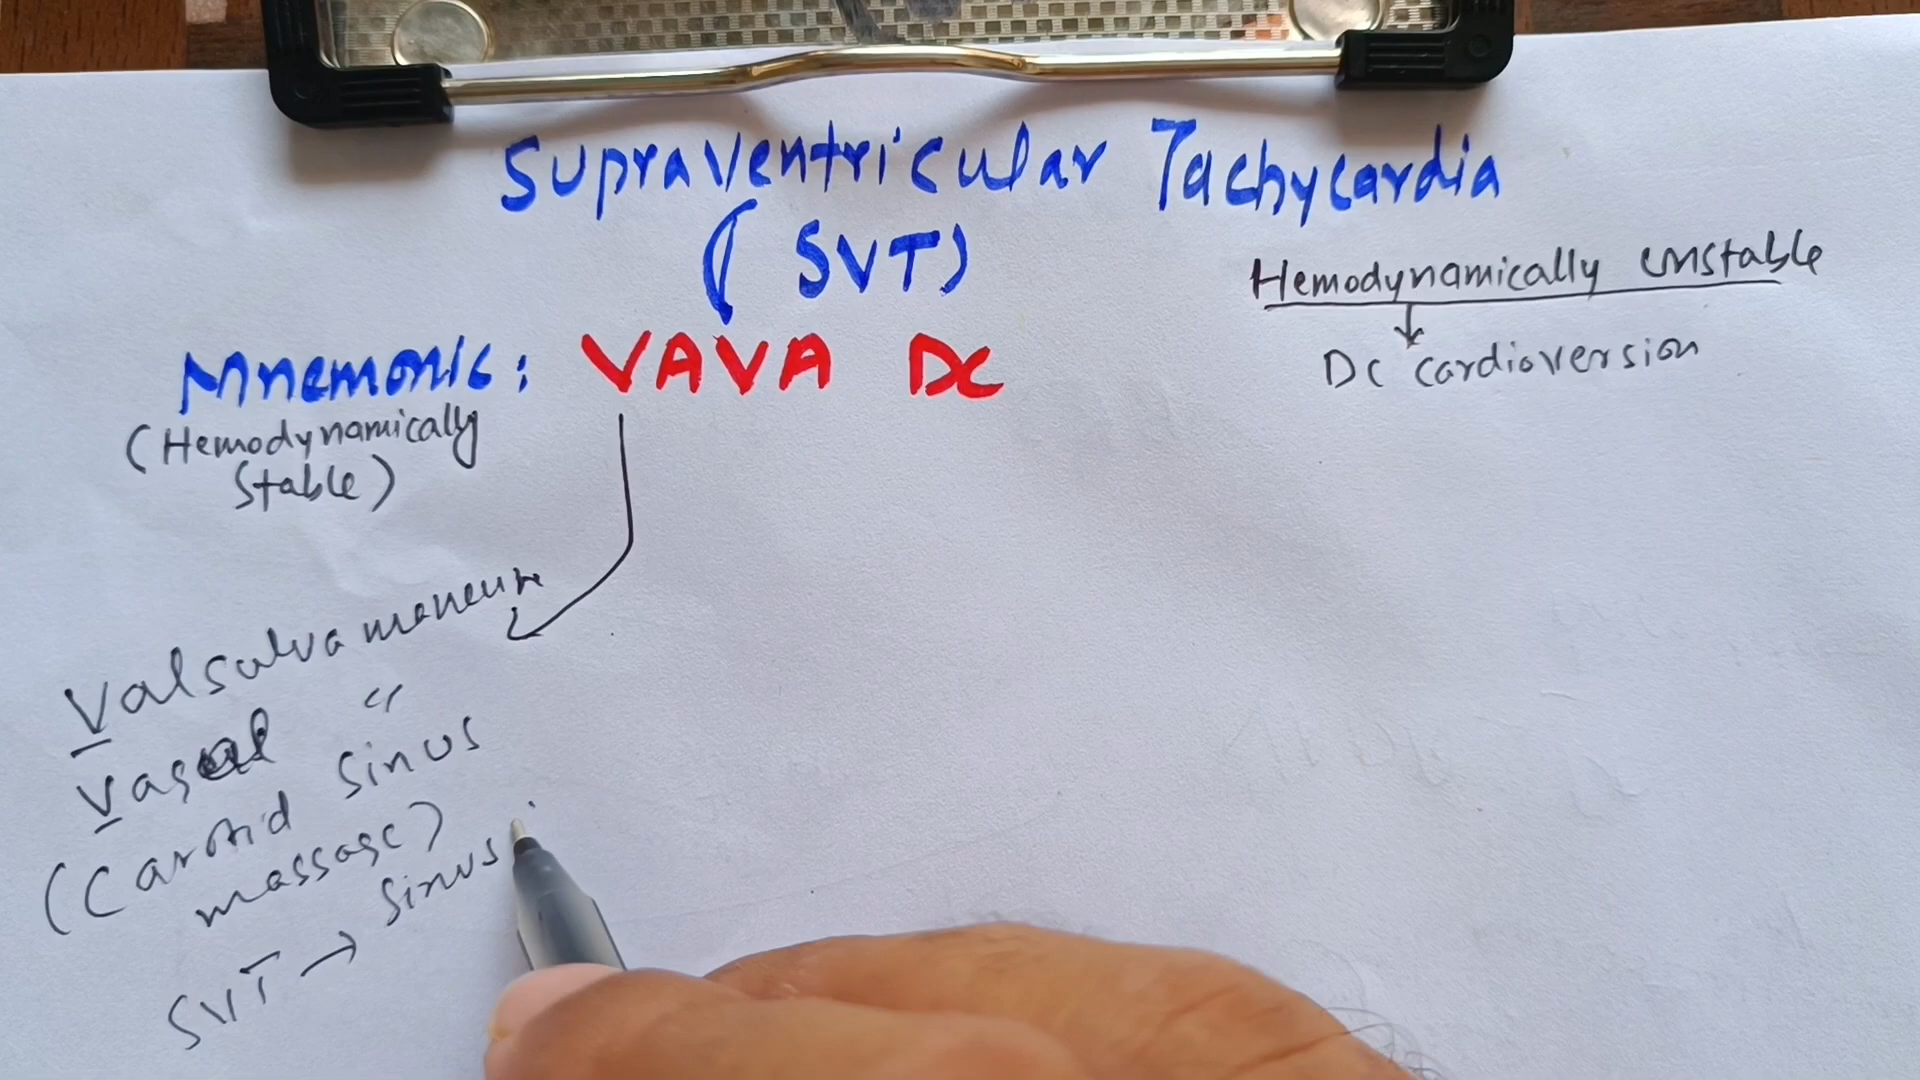 Supraventricular Tachycardia
(SVT)
Hemodynamically unstable
DC cardioversion
Mnemonic: VAVA DC
(Hemodynamically
Stable)
Valsalva maneure
Vagal "
(Carotid Sinus
massage)
SVT → Sinus